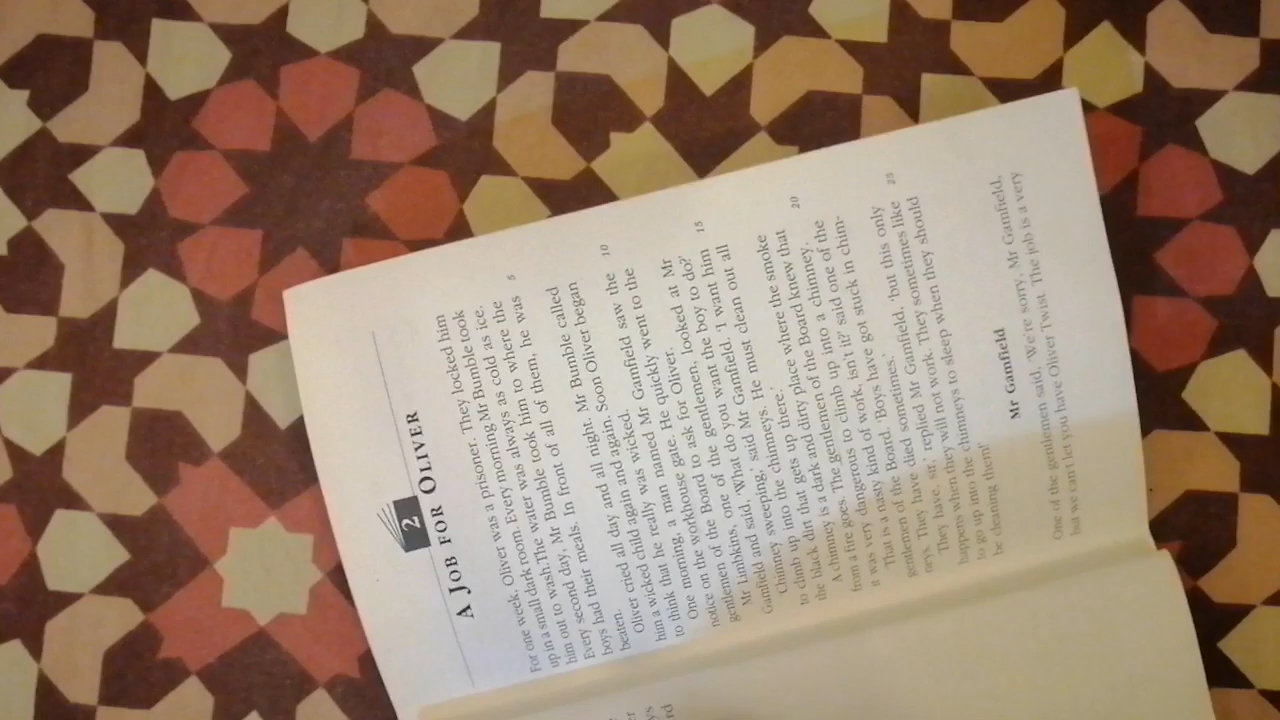 2
A JOB FOR OLIVER
For one week, Oliver was a prisoner. They locked him
up in a small dark room. Every morning Mr Bumble took
him out to wash. The water was always as cold as ice.
Every second day, Mr Bumble took him to where the
boys had their meals. In front of all of them, he was 5
beaten.
Oliver cried all day and all night. Mr Bumble called
him a wicked child again and again. Soon Oliver began
to think that he really was wicked.
One morning, a man named Mr Gamfield saw the 10
notice on the workhouse gate. He quickly went to the
gentlemen of the Board to ask for Oliver.
Mr Limbkins, one of the gentlemen, looked at Mr
Gamfield and said, 'What do you want the boy to do?'
'Chimney sweeping,' said Mr Gamfield. 'I want him 15
to climb up into the chimneys. He must clean out all
the black dirt that gets up there.'
A chimney is a dark and dirty place where the smoke
from a fire goes. The gentlemen of the Board knew that
it was very dangerous to climb up into a chimney. 20
'That is a nasty kind of work, isn't it?' said one of the
gentlemen of the Board. 'Boys have got stuck in chim-
neys. They have died sometimes.'
'They have, sir,' replied Mr Gamfield, 'but this only
happens when they will not work. They sometimes like 25
to go up into the chimneys to sleep when they should
be cleaning them!'
Mr Gamfield
One of the gentlemen said, 'We're sorry, Mr Gamfield,
but we can't let you have Oliver Twist. The job is a very
er
ys
rd